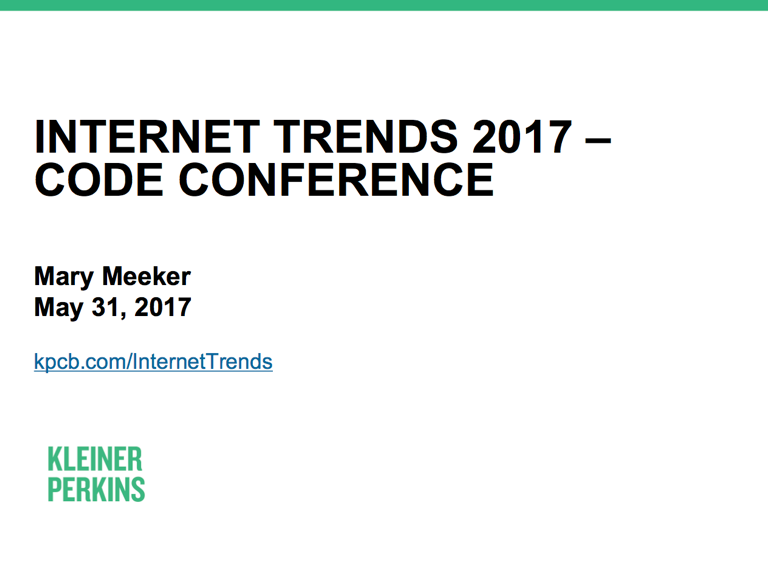 INTERNET TRENDS 2017 –
CODE CONFERENCE
Mary Meeker
May 31, 2017
kpcb.com/InternetTrends
KLEINER
PERKINS